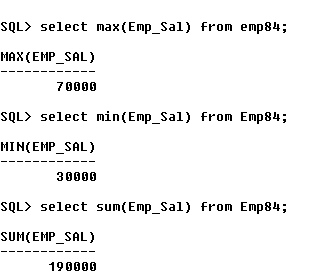 SQL> select max(Emp_Sal) from emp84;
MAX(EMP_SAL)
------------
70000
SQL> select min(Emp_Sal) from Emp84;
MIN(EMP_SAL)
------------
30000
SQL> select sum(Emp_Sal) from Emp84;
SUM(EMP_SAL)
------------
190000